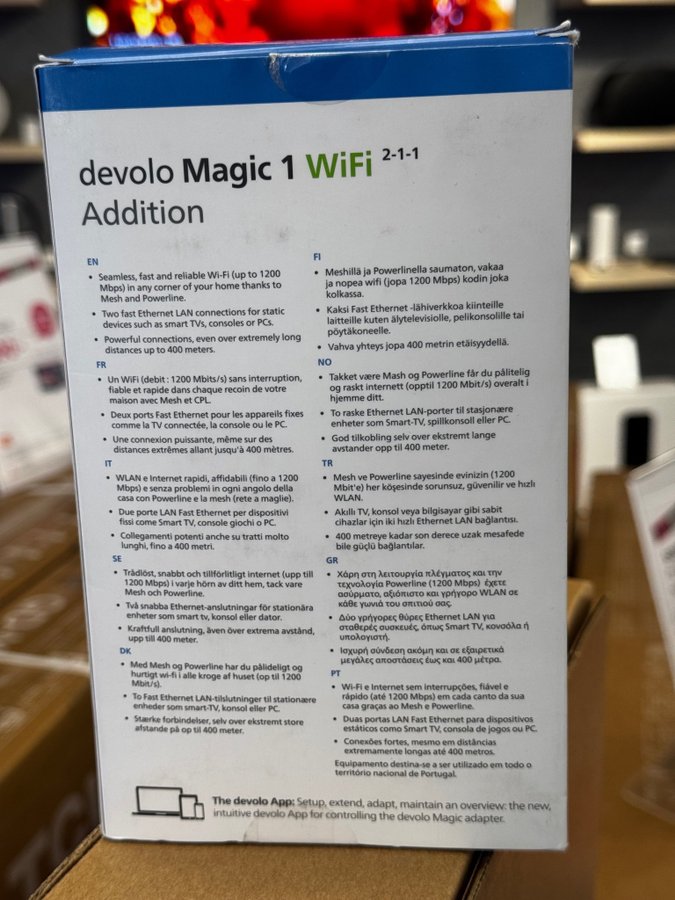 devolo Magic 1 WiFi 2-1-1
Addition
EN
• Seamless, fast and reliable Wi-Fi (up to 1200
Mbps) in any corner of your home thanks to
Mesh and Powerline.
• Two fast Ethernet LAN connections for static
devices such as smart TVs, consoles or PCs.
• Powerful connections, even over extremely long
distances up to 400 meters.
FR
• Un WiFi (debit : 1200 Mbits/s) sans interruption,
fiable et rapide dans chaque recoin de votre
maison avec Mesh et CPL.
• Deux ports Fast Ethernet pour les appareils fixes
comme la TV connectée, la console ou le PC.
• Une connexion puissante, même sur des
distances extrêmes allant jusqu'à 400 mètres.
IT
• WLAN e Internet rapidi, affidabili (fino a 1200
Mbps) e senza problemi in ogni angolo della
casa con Powerline e la mesh (rete a maglie).
• Due porte LAN Fast Ethernet per dispositivi
fissi come Smart TV, console giochi o PC.
• Collegamenti potenti anche su tratti molto
lunghi, fino a 400 metri.
SE
• Trådlöst, snabbt och tillförlitligt internet (upp till
1200 Mbps) i varje hörn av ditt hem, tack vare
Mesh och Powerline.
• Två snabba Ethernet-anslutningar för stationära
enheter som smart tv, konsol eller dator.
• Kraftfull anslutning, även över extrema avstånd,
upp till 400 meter.
DK
• Med Mesh og Powerline har du pålideligt og
hurtigt wi-fi i alle kroge af huset (op til 1200
Mbit/s).
• To Fast Ethernet LAN-tilslutninger til stationære
enheder som smart-TV, konsol eller PC.
• Stærke forbindelser, selv over ekstremt store
afstande på op til 400 meter.
FI
• Meshillä ja Powerlinella saumaton, vakaa
ja nopea wifi (jopa 1200 Mbps) kodin joka
kolkassa.
• Kaksi Fast Ethernet -lähiverkkoa kiinteille
laitteille kuten älytelevisiolle, pelikonsolille tai
pöytäkoneelle.
• Vahva yhteys jopa 400 metrin etäisyydellä.
NO
• Takket være Mash og Powerline får du pålitelig
og raskt internett (opptil 1200 Mbit/s) overalt i
hjemme ditt.
• To raske Ethernet LAN-porter til stasjonære
enheter som Smart-TV, spillkonsoll eller PC.
• God tilkobling selv over ekstremt lange
avstander opp til 400 meter.
TR
• Mesh ve Powerline sayesinde evinizin (1200
Mbit'e) her köşesinde sorunsuz, güvenilir ve hızlı
WLAN.
• Akıllı TV, konsol veya bilgisayar gibi sabit
cihazlar için iki hızlı Ethernet LAN bağlantısı.
• 400 metreye kadar son derece uzak mesafede
bile güçlü bağlantılar.
GR
• Χάρη στη λειτουργία πλέγματος και την
τεχνολογία Powerline (1200 Mbps) έχετε
ασύρματο, αξιόπιστο και γρήγορο WLAN σε
κάθε γωνιά του σπιτιού σας.
• Δύο γρήγορες θύρες Ethernet LAN για
σταθερές συσκευές, όπως Smart TV, κονσόλα ή
υπολογιστή.
• Ισχυρή σύνδεση ακόμη και σε εξαιρετικά
μεγάλες αποστάσεις έως και 400 μέτρα.
PT
• Wi-Fi e Internet sem interrupções, fiável e
rápido (até 1200 Mbps) em cada canto da sua
casa graças ao Mesh e Powerline.
• Duas portas LAN Fast Ethernet para dispositivos
estáticos como Smart TV, consola de jogos ou PC.
• Conexões fortes, mesmo em distâncias
extremamente longas até 400 metros.
Equipamento destina-se a ser utilizado em todo o
território nacional de Portugal.
The devolo App: Setup, extend, adapt, maintain an overview: the new,
intuitive devolo App for controlling the devolo Magic adapter.